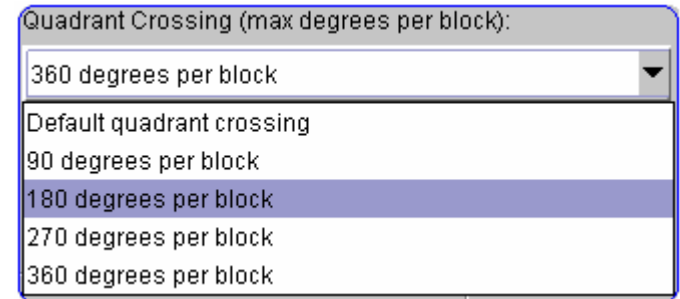 Quadrant Crossing (max degrees per block):
360 degrees per block
Default quadrant crossing
90 degrees per block
180 degrees per block
270 degrees per block
360 degrees per block